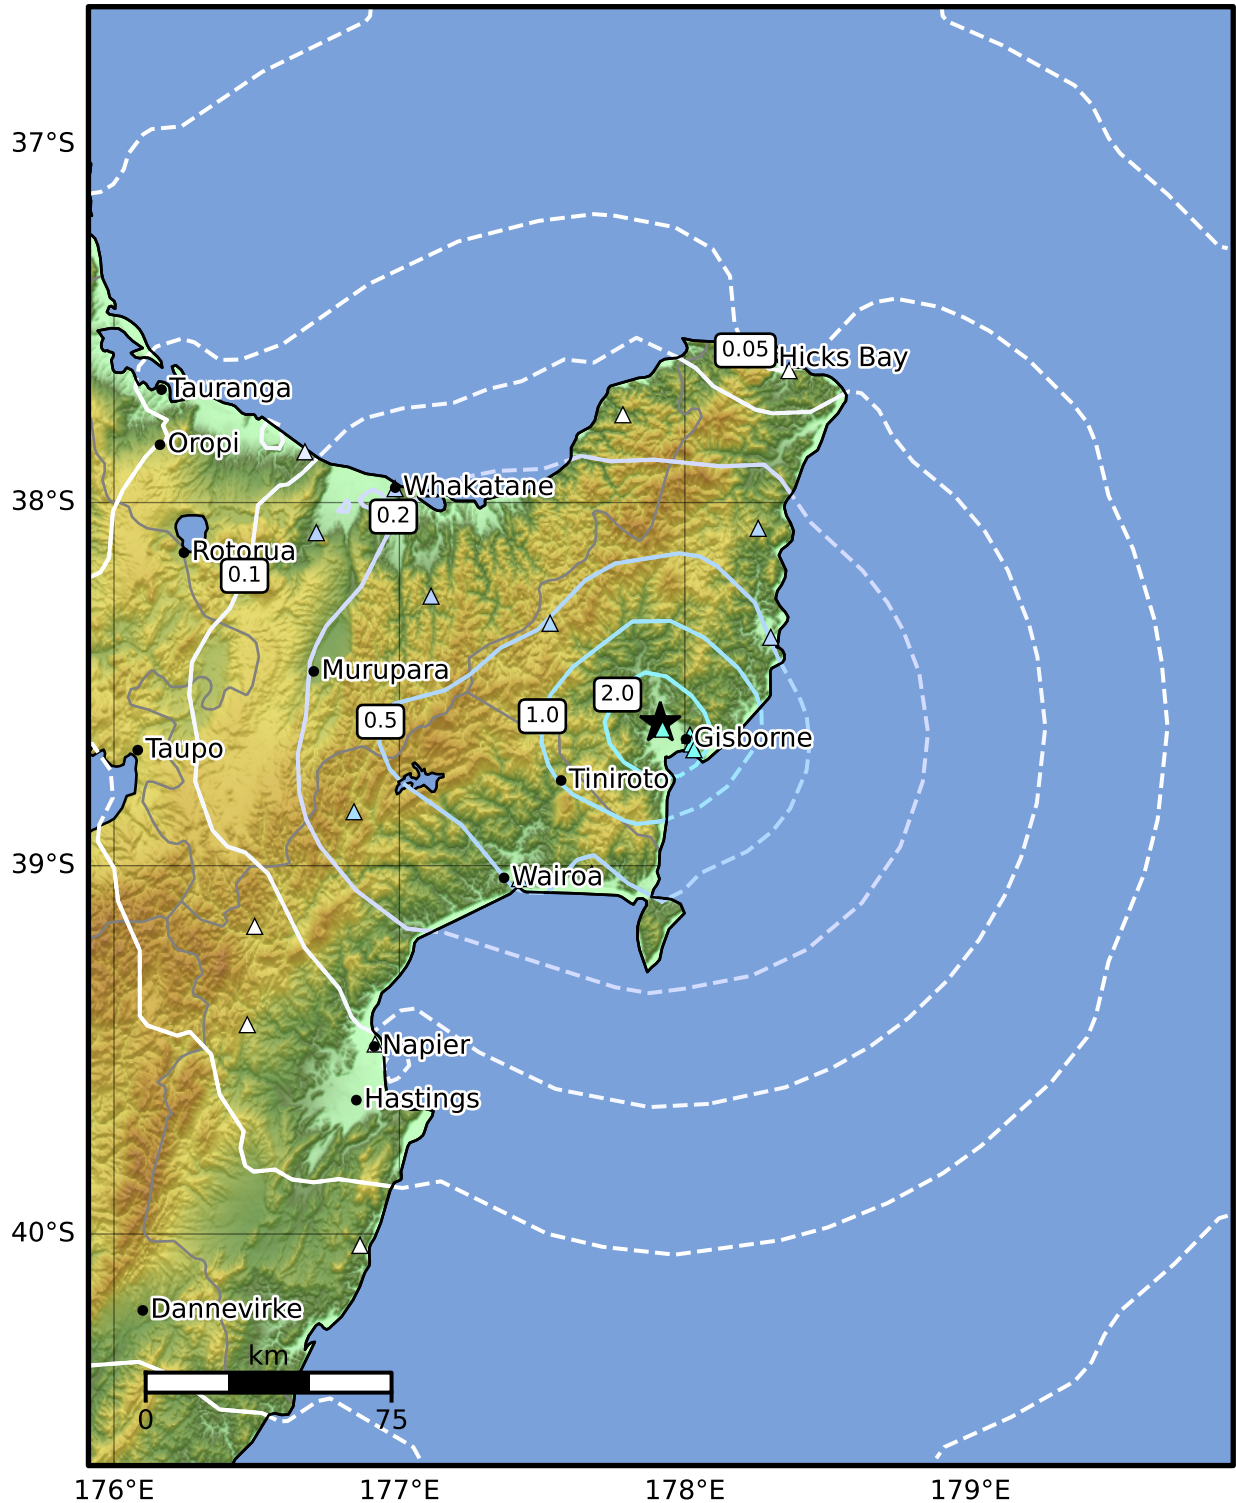 37°S
0.05
Hicks Bay
Tauranga
Oropi
Whakatane
38°S
0.2
Rotorua
0.1
Murupara
2.0
1.0
0.5
Gisborne
Taupo
Tiniroto
39°S
Wairoa
Napier
Hastings
40°S
Dannevirke
km
0
75
176°E
177°E
178°E
179°E